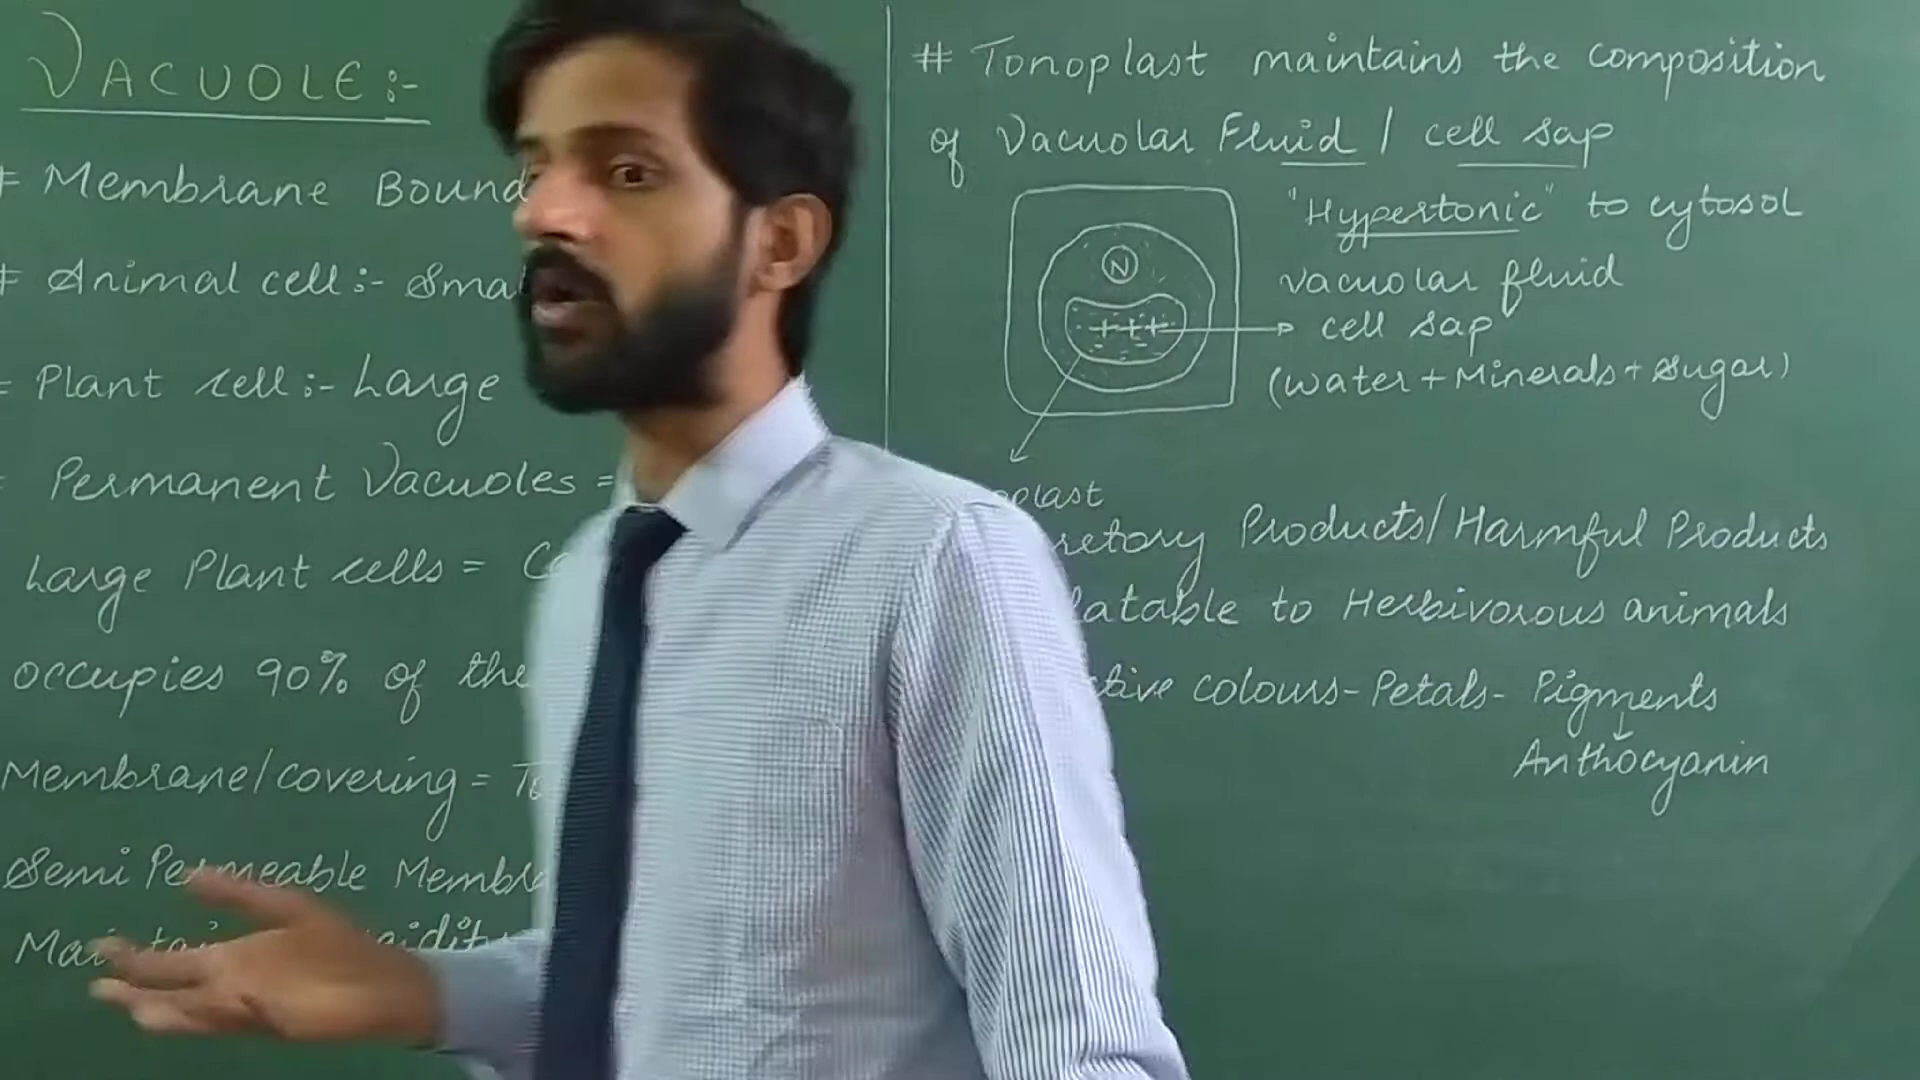 VACUOLE:-
# Membrane Bound
# Animal cell:-
# Plant cell:- Large
Permanent Vacuoles =
Large Plant cells =
occupies 90% of the
Membrane/covering =
Semi Permeable
# Tonoplast maintains the composition
of Vacuolar Fluid / cell sap
"Hypertonic" to cytosol
N
vacuolar fluid
+++
cell sap
(water + Minerals + Sugar)
Products/Harmful Products
to Herbivorous animals
colours - Petals - Pigments
Anthocyanin